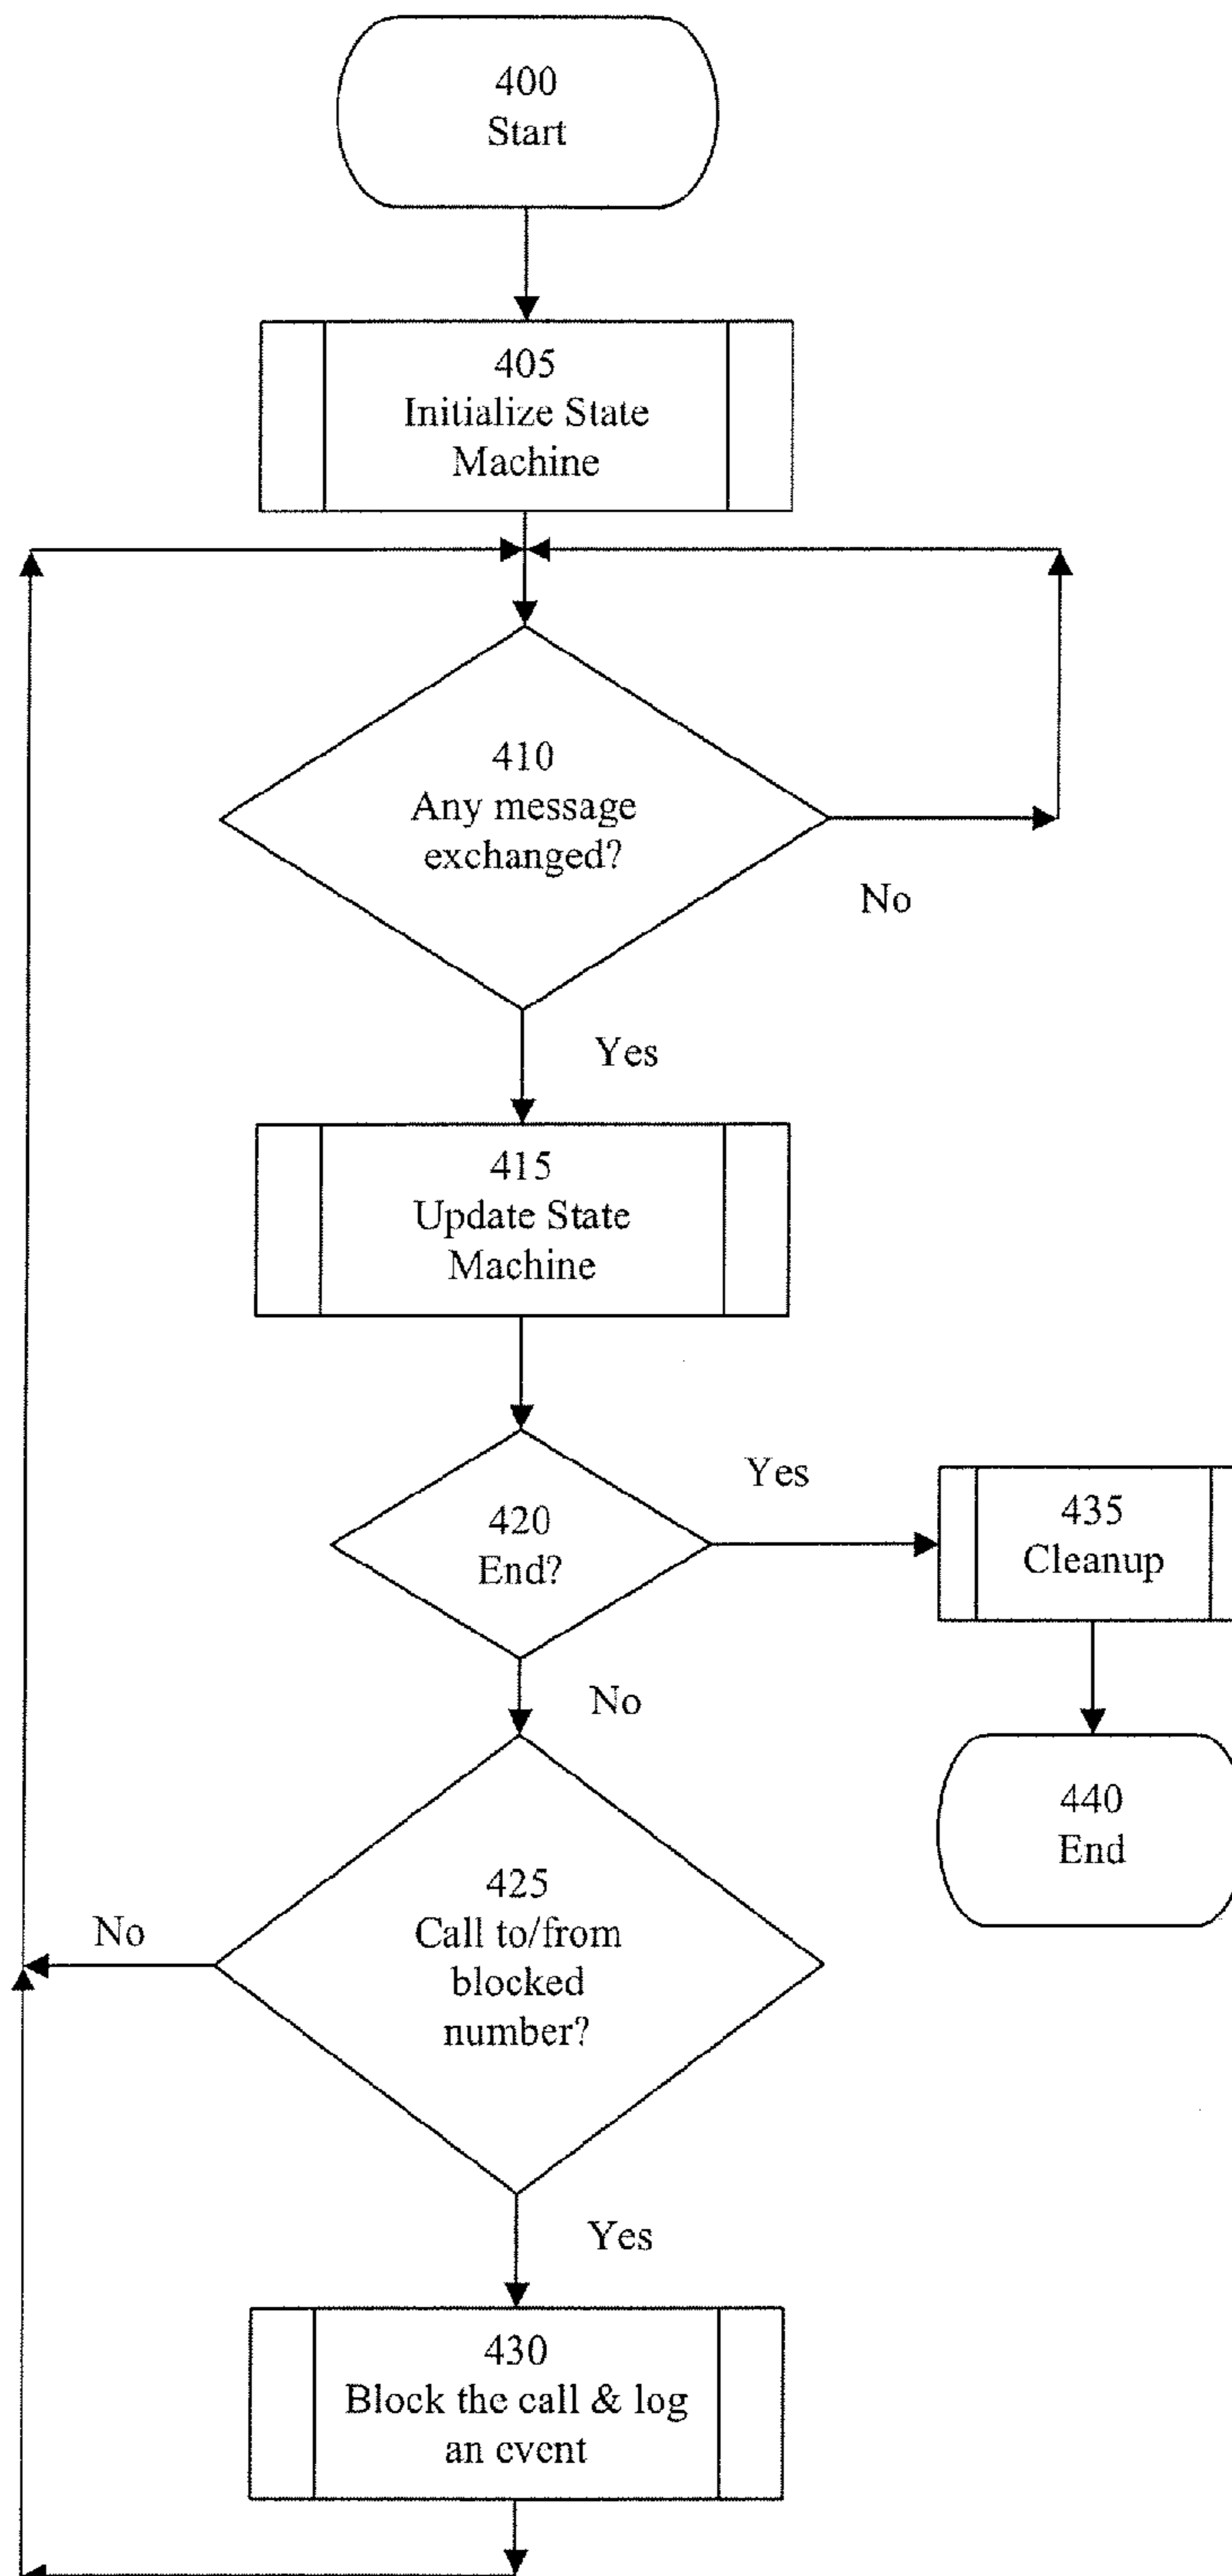 400
Start
405
Initialize State
Machine
410
Any message
exchanged?
No
Yes
415
Update State
Machine
420
End?
Yes
435
Cleanup
No
440
End
425
Call to/from
blocked
number?
No
Yes
430
Block the call & log
an event